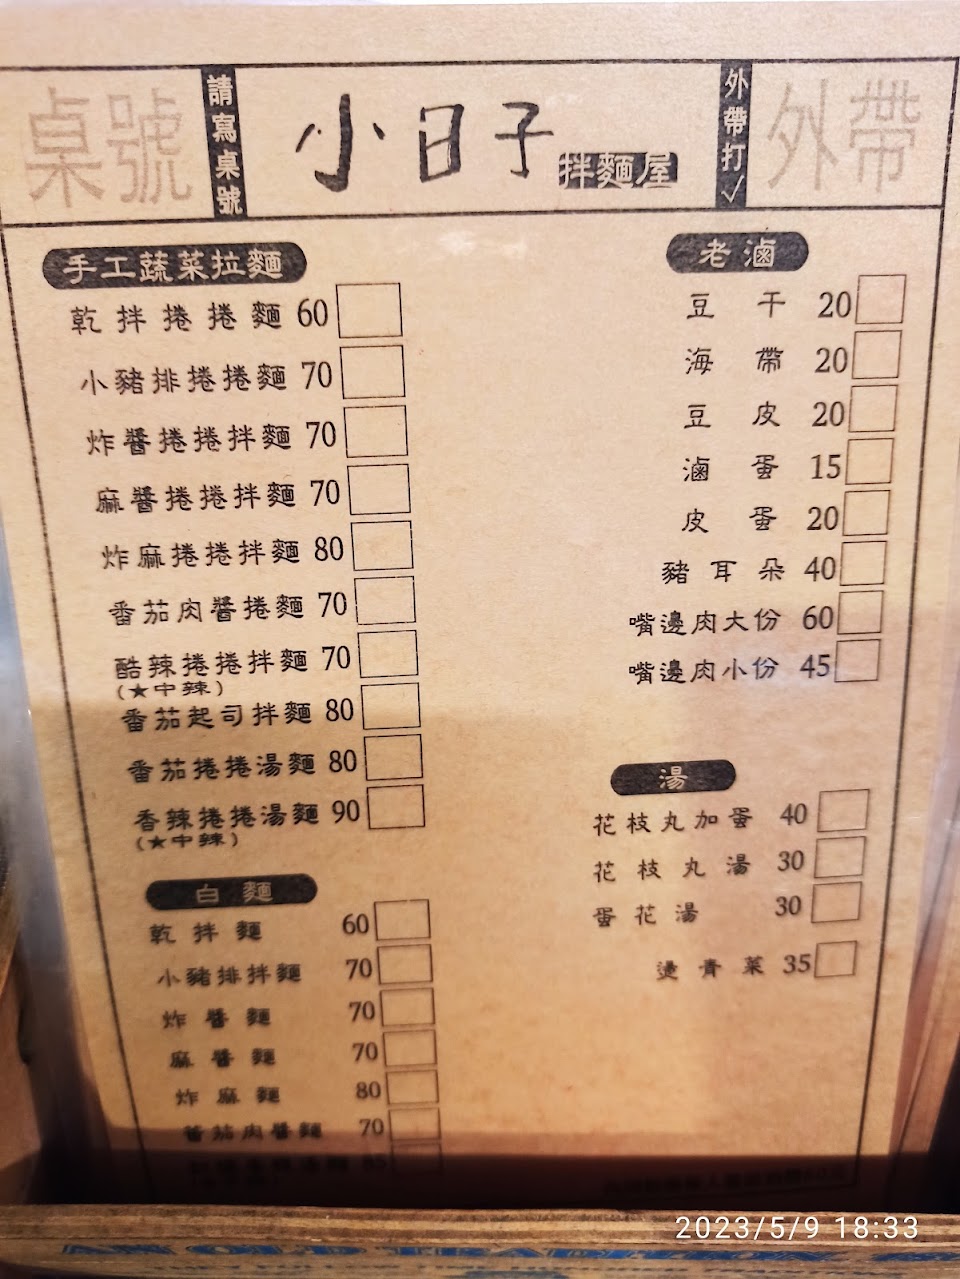 桌號
請寫桌號
小日子
拌麵屋
外帶打✓
外帶
手工蔬菜拉麵
乾拌捲捲麵 60
小豬排捲捲麵 70
炸醬捲捲拌麵 70
麻醬捲捲拌麵 70
炸麻捲捲拌麵 80
番茄肉醬捲麵 70
酷辣捲捲拌麵 70
(★中辣)
番茄起司拌麵 80
番茄捲捲湯麵 80
香辣捲捲湯麵 90
(★中辣)
白麵
乾拌麵 60
小豬排拌麵 70
炸醬麵 70
麻醬麵 70
炸麻麵 80
蕃茄肉醬麵 70
85
老滷
豆干 20
海帶 20
豆皮 20
滷蛋 15
皮蛋 20
豬耳朵 40
嘴邊肉大份 60
嘴邊肉小份 45
湯
花枝丸加蛋 40
花枝丸湯 30
蛋花湯 30
燙青菜 35
2023/5/9 18:33